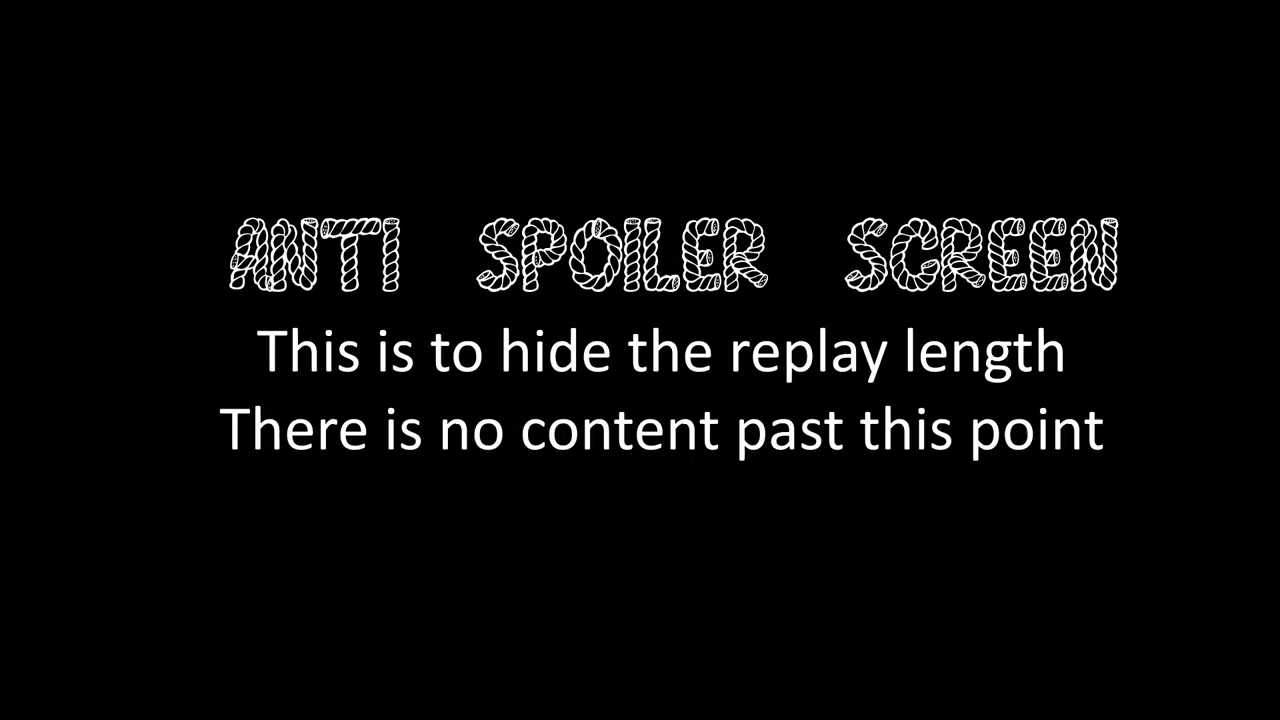 ANTI SPOILER SCREEN
This is to hide the replay length
There is no content past this point